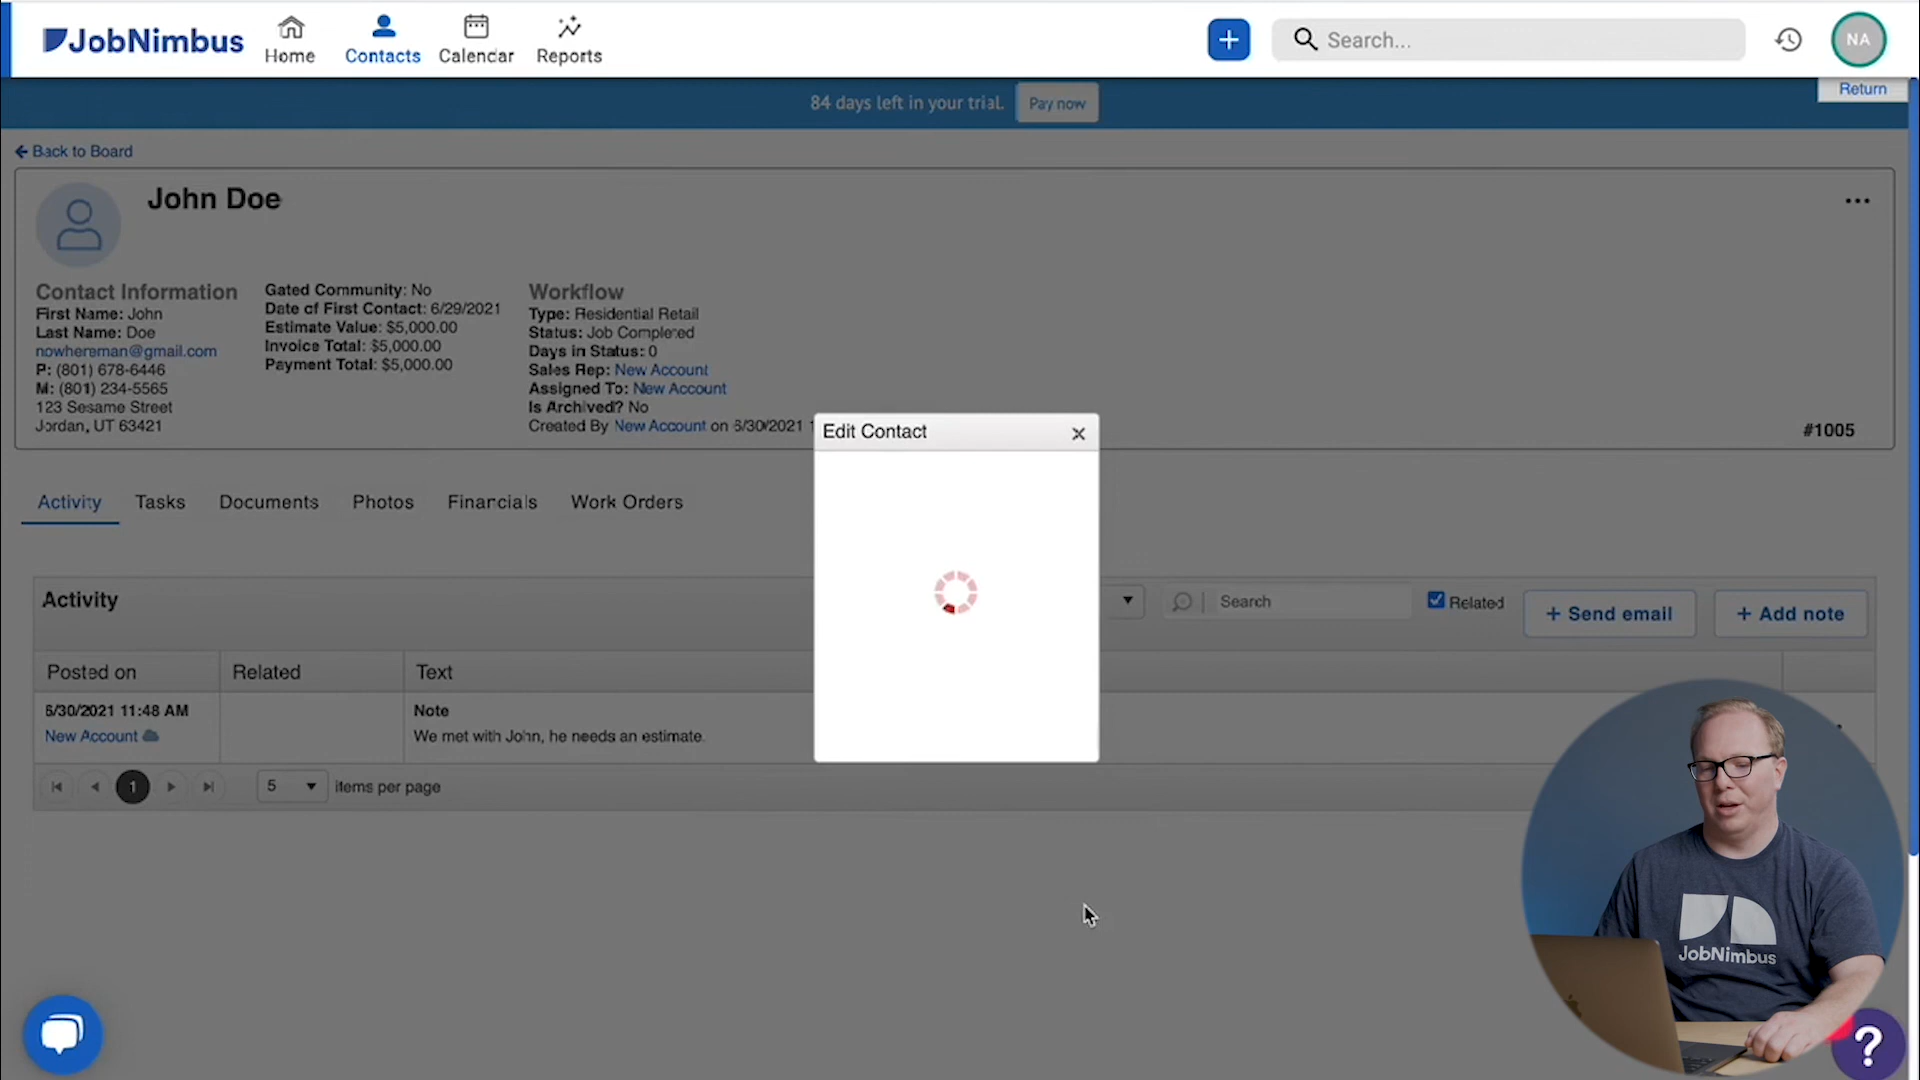 JobNimbus
Home
Contacts
Calendar
Reports
Search...
NA
84 days left in your trial.
Pay now
Return
Back to Board
John Doe
Contact Information
First Name: John
Last Name: Doe
nowhereman@gmail.com
P: (801) 678-6446
M: (801) 234-5565
123 Sesame Street
Jordan, UT 63421
Gated Community: No
Date of First Contact: 6/29/2021
Estimate Value: $5,000.00
Invoice Total: $5,000.00
Payment Total: $5,000.00
Workflow
Type: Residential Retail
Status: Job Completed
Days in Status: 0
Sales Rep: New Account
Assigned To: New Account
Is Archived? No
Created By New Account on 6/30/2021
#1005
Edit Contact
Activity
Tasks
Documents
Photos
Financials
Work Orders
Activity
Search
Related
+ Send email
+ Add note
Posted on
Related
Text
6/30/2021 11:48 AM
New Account
Note
We met with John, he needs an estimate.
1
5
items per page
JobNimbus
?